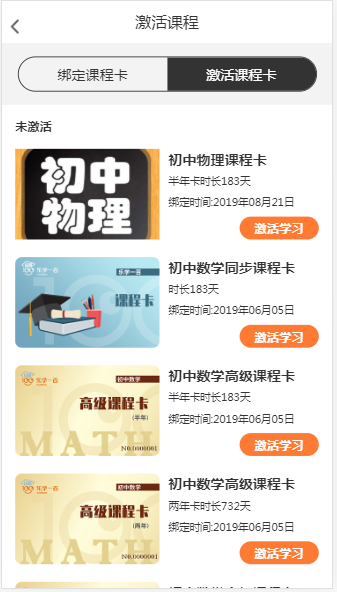 激活课程
绑定课程卡
激活课程卡
未激活
初中
物理
初中物理课程卡
半年卡时长183天
绑定时间:2019年08月21日
激活学习
乐学一百
乐学一百
课程卡
初中数学同步课程卡
时长183天
绑定时间:2019年06月05日
激活学习
乐学一百
初中数学
高级课程卡
(半年)
MATH
N0.0000001
初中数学高级课程卡
半年卡时长183天
绑定时间:2019年06月05日
激活学习
乐学一百
初中数学
高级课程卡
(两年)
MATH
N0.0000001
初中数学高级课程卡
两年卡时长732天
绑定时间:2019年06月05日
激活学习